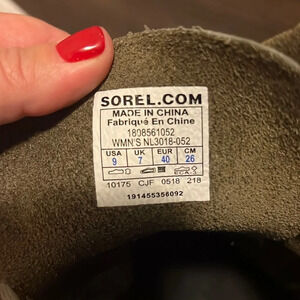 SOREL.COM
MADE IN CHINA
Fabriqué En Chine
1808561052
WMN'S NL3018-052
USA UK EUR CM
9 7 40 26
10175 CJF 0518 218
191455356092